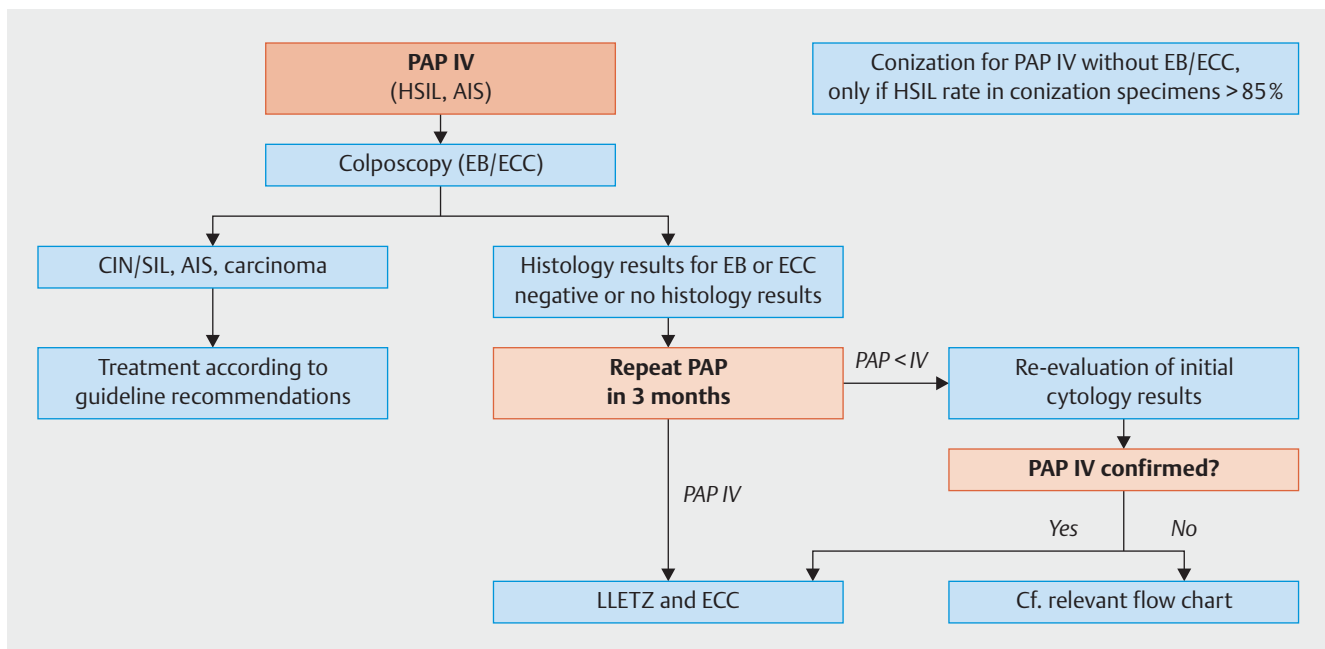 PAP IV
(HSIL, AIS)
Conization for PAP IV without EB/ECC,
only if HSIL rate in conization specimens > 85 %
Colposcopy (EB/ECC)
CIN/SIL, AIS, carcinoma
Histology results for EB or ECC
negative or no histology results
Treatment according to
guideline recommendations
Repeat PAP
in 3 months
PAP < IV
Re-evaluation of initial
cytology results
PAP IV confirmed?
PAP IV
Yes
No
LLETZ and ECC
Cf. relevant flow chart